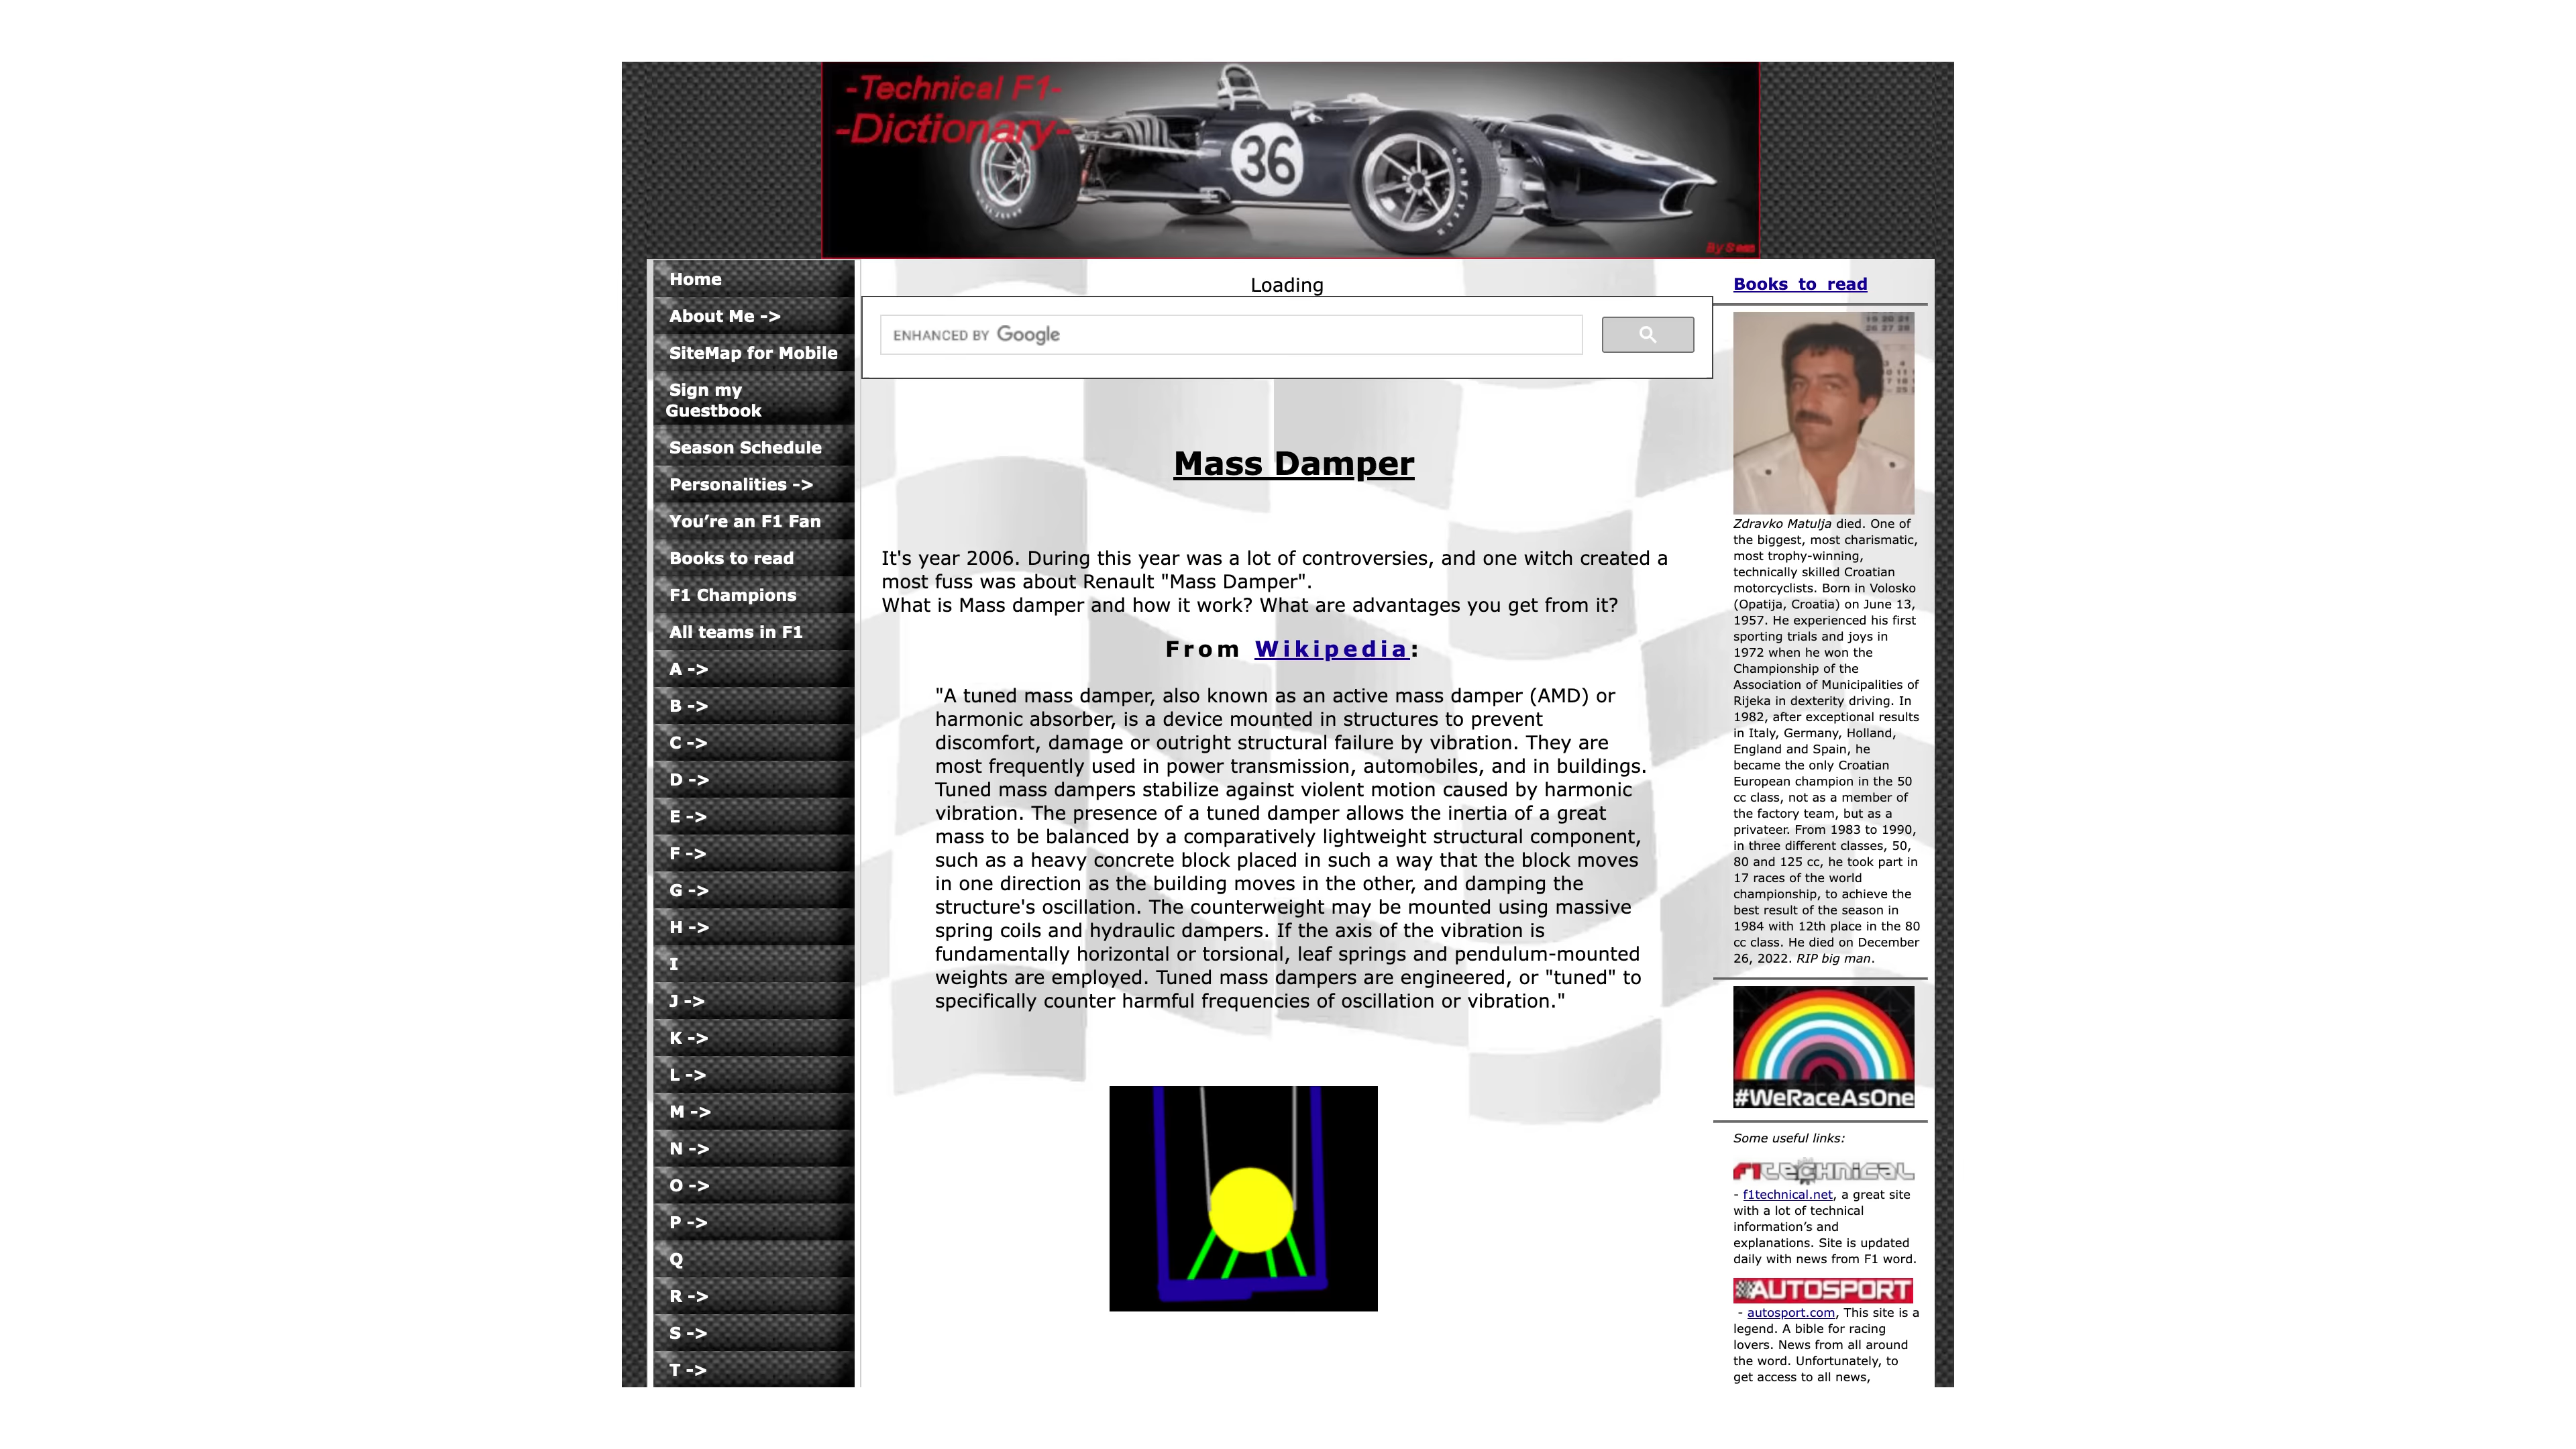 -Technical F1-
-Dictionary-
36
Home
About Me ->
SiteMap for Mobile
Sign my
Guestbook
Season Schedule
Personalities ->
You’re an F1 Fan
Books to read
F1 Champions
All teams in F1
A ->
B ->
C ->
D ->
E ->
F ->
G ->
H ->
I
J ->
K ->
L ->
M ->
N ->
O ->
P ->
Q
R ->
S ->
T ->
Loading
ENHANCED BY Google
Mass Damper
It's year 2006. During this year was a lot of controversies, and one witch created a
most fuss was about Renault "Mass Damper".
What is Mass damper and how it work? What are advantages you get from it?
From Wikipedia:
"A tuned mass damper, also known as an active mass damper (AMD) or
harmonic absorber, is a device mounted in structures to prevent
discomfort, damage or outright structural failure by vibration. They are
most frequently used in power transmission, automobiles, and in buildings.
Tuned mass dampers stabilize against violent motion caused by harmonic
vibration. The presence of a tuned damper allows the inertia of a great
mass to be balanced by a comparatively lightweight structural component,
such as a heavy concrete block placed in such a way that the block moves
in one direction as the building moves in the other, and damping the
structure's oscillation. The counterweight may be mounted using massive
spring coils and hydraulic dampers. If the axis of the vibration is
fundamentally horizontal or torsional, leaf springs and pendulum-mounted
weights are employed. Tuned mass dampers are engineered, or "tuned" to
specifically counter harmful frequencies of oscillation or vibration."
Books to read
Zdravko Matulja died. One of
the biggest, most charismatic,
most trophy-winning,
technically skilled Croatian
motorcyclists. Born in Volosko
(Opatija, Croatia) on June 13,
1957. He experienced his first
sporting trials and joys in
1972 when he won the
Championship of the
Association of Municipalities of
Rijeka in dexterity driving. In
1982, after exceptional results
in Italy, Germany, Holland,
England and Spain, he
became the only Croatian
European champion in the 50
cc class, not as a member of
the factory team, but as a
privateer. From 1983 to 1990,
in three different classes, 50,
80 and 125 cc, he took part in
17 races of the world
championship, to achieve the
best result of the season in
1984 with 12th place in the 80
cc class. He died on December
26, 2022. RIP big man.
#WeRaceAsOne
Some useful links:
F1technical
- f1technical.net, a great site
with a lot of technical
information’s and
explanations. Site is updated
daily with news from F1 word.
AUTOSPORT
- autosport.com, This site is a
legend. A bible for racing
lovers. News from all around
the word. Unfortunately, to
get access to all news,